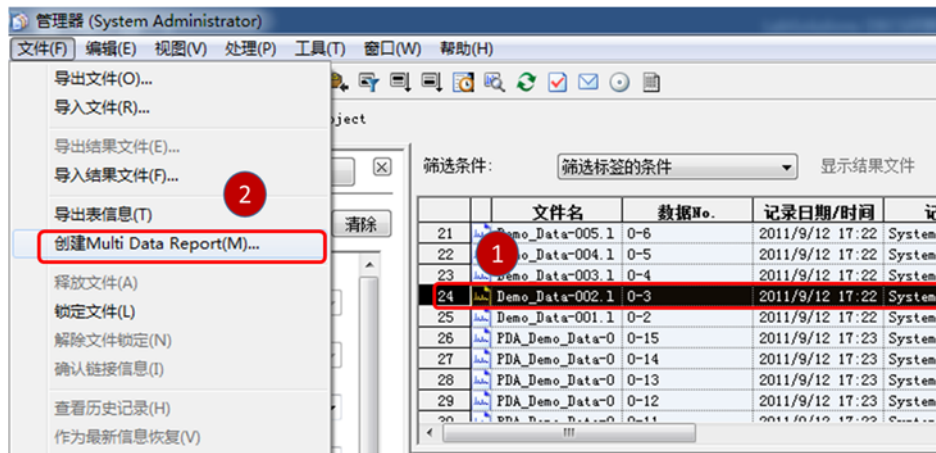 管理器 (System Administrator)
文件(F) 编辑(E) 视图(V) 处理(P) 工具(T) 窗口(W) 帮助(H)
导出文件(O)...
导入文件(R)...
导出结果文件(E)...
导入结果文件(F)...
导出表信息(T)
创建Multi Data Report(M)...
释放文件(A)
锁定文件(L)
解除文件锁定(N)
确认链接信息(I)
查看历史记录(H)
作为最新信息恢复(V)
2
清除
筛选条件: 筛选标签的条件 显示结果文件
文件名 数据No. 记录日期/时间
21 Demo_Data-005.l 0-6 2011/9/12 17:22 System
22 o_Data-004.l 0-5 2011/9/12 17:22 System
1
23 Demo_Data-003.l 0-4 2011/9/12 17:22 System
24 Demo_Data-002.l 0-3 2011/9/12 17:22 System
25 Demo_Data-001.l 0-2 2011/9/12 17:22 System
26 PDA_Demo_Data-0 0-15 2011/9/12 17:23 System
27 PDA_Demo_Data-0 0-14 2011/9/12 17:23 System
28 PDA_Demo_Data-0 0-13 2011/9/12 17:23 System
29 PDA_Demo_Data-0 0-12 2011/9/12 17:23 System